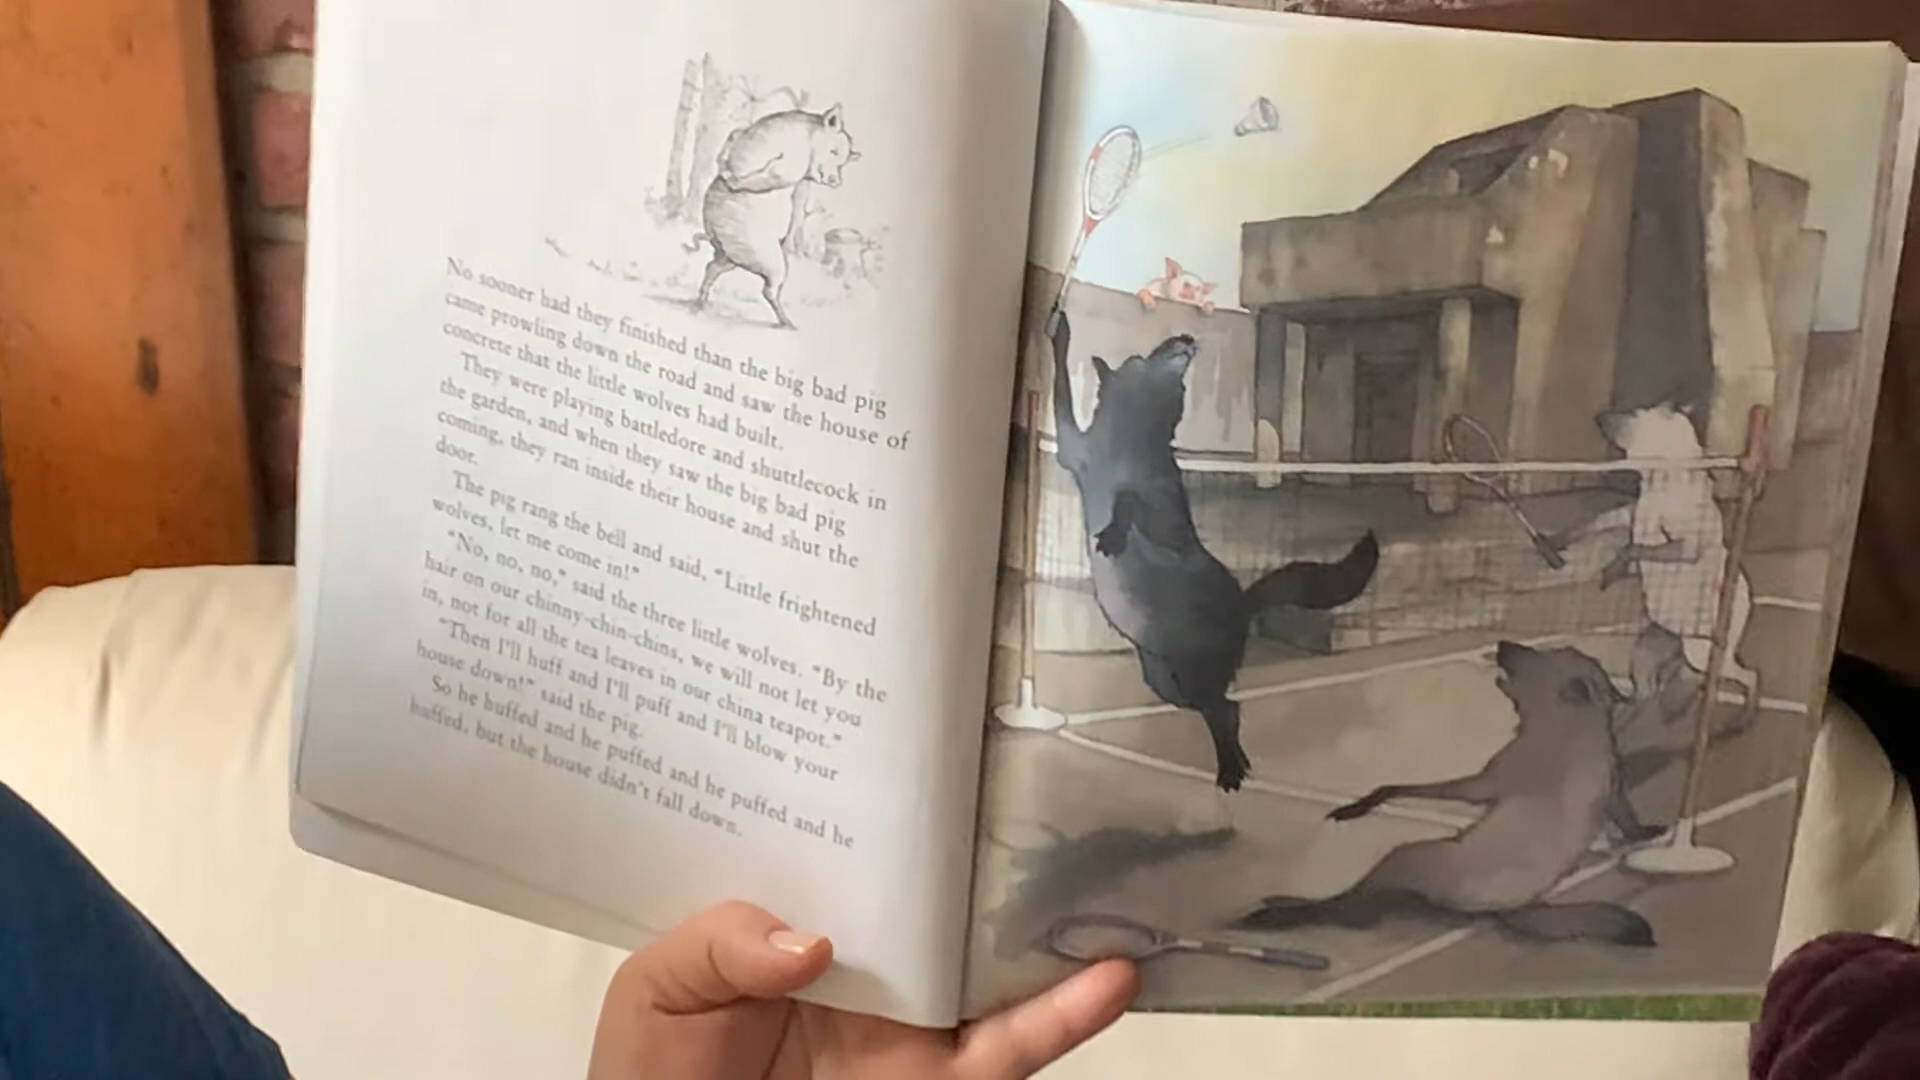 No sooner had they finished than the big bad pig
came prowling down the road and saw the house of
concrete that the little wolves had built.
They were playing battledore and shuttlecock in
the garden, and when they saw the big bad pig
coming, they ran inside their house and shut the
door.
The pig rang the bell and said, “Little frightened
wolves, let me come in!”
“No, no, no,” said the three little wolves. “By the
hair on our chinny-chin-chins, we will not let you
in, not for all the tea leaves in our china teapot.”
“Then I'll huff and I'll puff and I'll blow your
house down!” said the pig.
So he huffed and he puffed and he puffed and he
huffed, but the house didn't fall down.